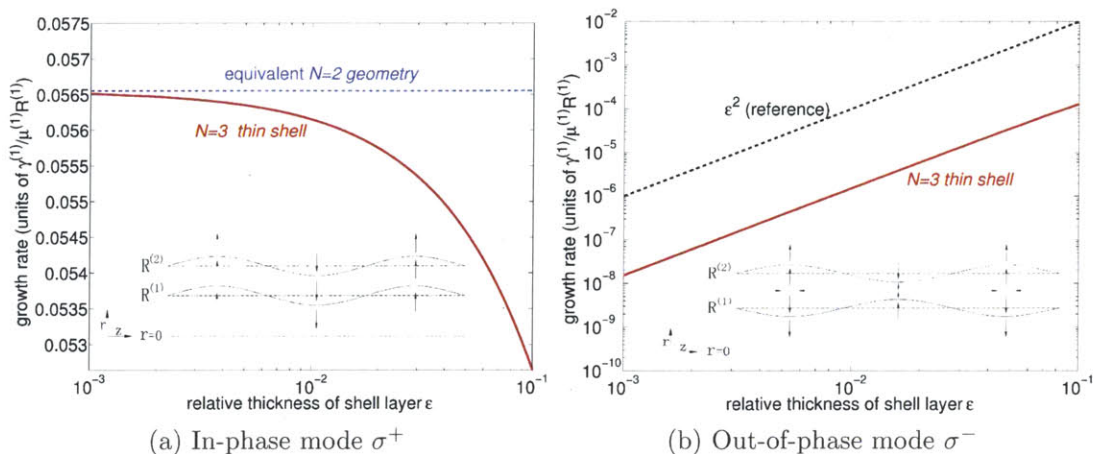 0.0575
0.057
0.0565
0.056
0.0555
0.055
0.0545
0.054
0.0535
0.053
growth rate (units of γ⁽¹⁾/μ⁽¹⁾R⁽¹⁾)
equivalent N=2 geometry
N=3 thin shell
R⁽²⁾
R⁽¹⁾
r
z r=0
10⁻³ 10⁻² 10⁻¹
relative thickness of shell layer ε
(a) In-phase mode σ⁺
10⁻²
10⁻³
10⁻⁴
10⁻⁵
10⁻⁶
10⁻⁷
10⁻⁸
10⁻⁹
10⁻¹⁰
growth rate (units of γ⁽¹⁾/μ⁽¹⁾R⁽¹⁾)
ε² (reference)
N=3 thin shell
R⁽²⁾
R⁽¹⁾
r
z r=0
10⁻³ 10⁻² 10⁻¹
relative thickness of shell layer ε
(b) Out-of-phase mode σ⁻